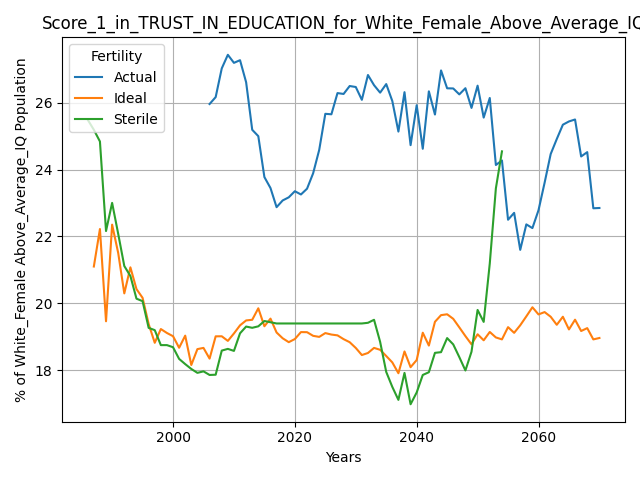 Score_1_in_TRUST_IN_EDUCATION_for_White_Female_Above_Average_IQ
% of White_Female Above_Average_IQ Population
Fertility
Actual
Ideal
Sterile
26
24
22
20
18
2000
2020
2040
2060
Years